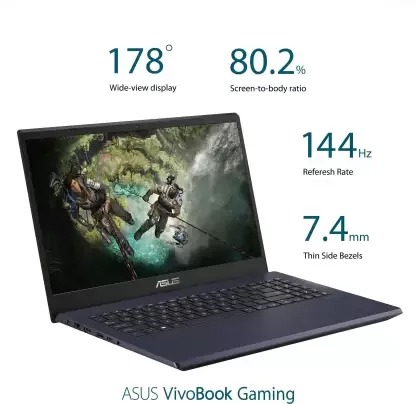 178°
Wide-view display
80.2%
Screen-to-body ratio
144Hz
Referesh Rate
7.4mm
Thin Side Bezels
ASUS
ASUS VivoBook Gaming